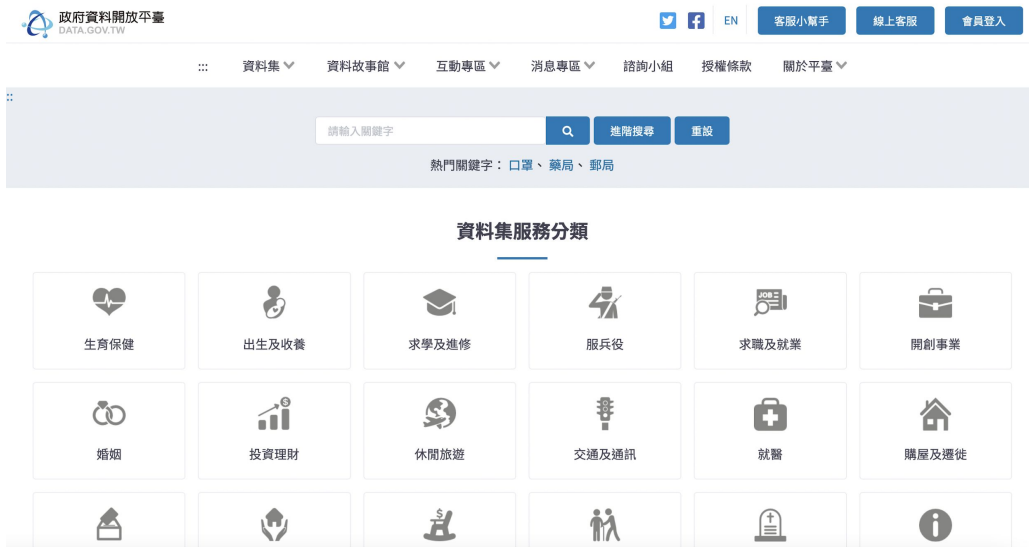 政府資料開放平臺
DATA.GOV.TW
EN
客服小幫手
線上客服
會員登入
:::
資料集
資料故事館
互動專區
消息專區
諮詢小組
授權條款
關於平臺
::
請輸入關鍵字
進階搜尋
重設
熱門關鍵字： 口罩、 藥局、 郵局
資料集服務分類
生育保健
出生及收養
求學及進修
服兵役
JOB
求職及就業
開創事業
婚姻
$
投資理財
休閒旅遊
交通及通訊
就醫
購屋及遷徙
$